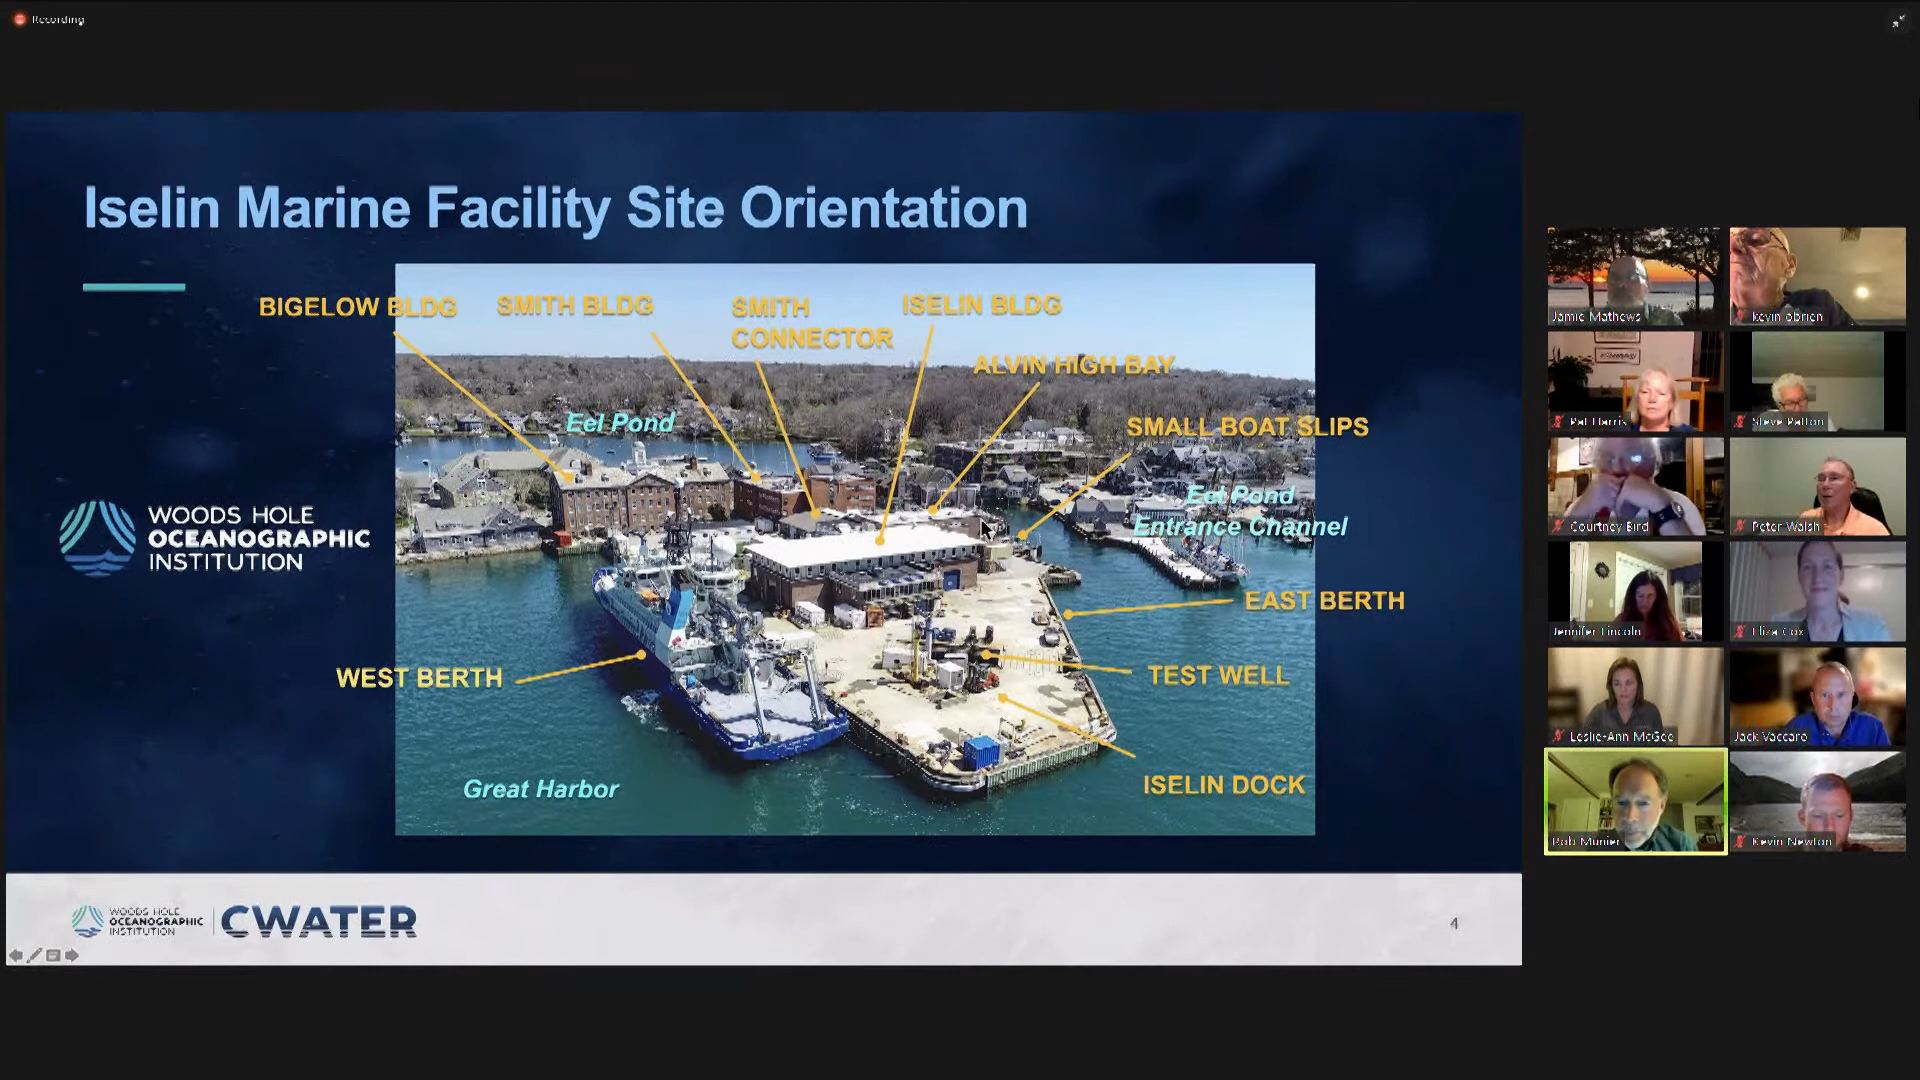 Recording
Iselin Marine Facility Site Orientation
BIGELOW BLDG
SMITH BLDG
SMITH
CONNECTOR
ISELIN BLDG
ALVIN HIGH BAY
Eel Pond
SMALL BOAT SLIPS
Eel Pond
Entrance Channel
WOODS HOLE
OCEANOGRAPHIC
INSTITUTION
EAST BERTH
WEST BERTH
TEST WELL
ISELIN DOCK
Great Harbor
WOODS HOLE
OCEANOGRAPHIC
INSTITUTION
CWATER
4
Jamie Mathews
kevin obrien
Pat Harris
Steve Patton
Courtney Bird
Peter Walsh
Jennifer Lincoln
Eliza Cox
Leslie-Ann McGee
Jack Vaccaro
Rob Munier
Kevin Newton